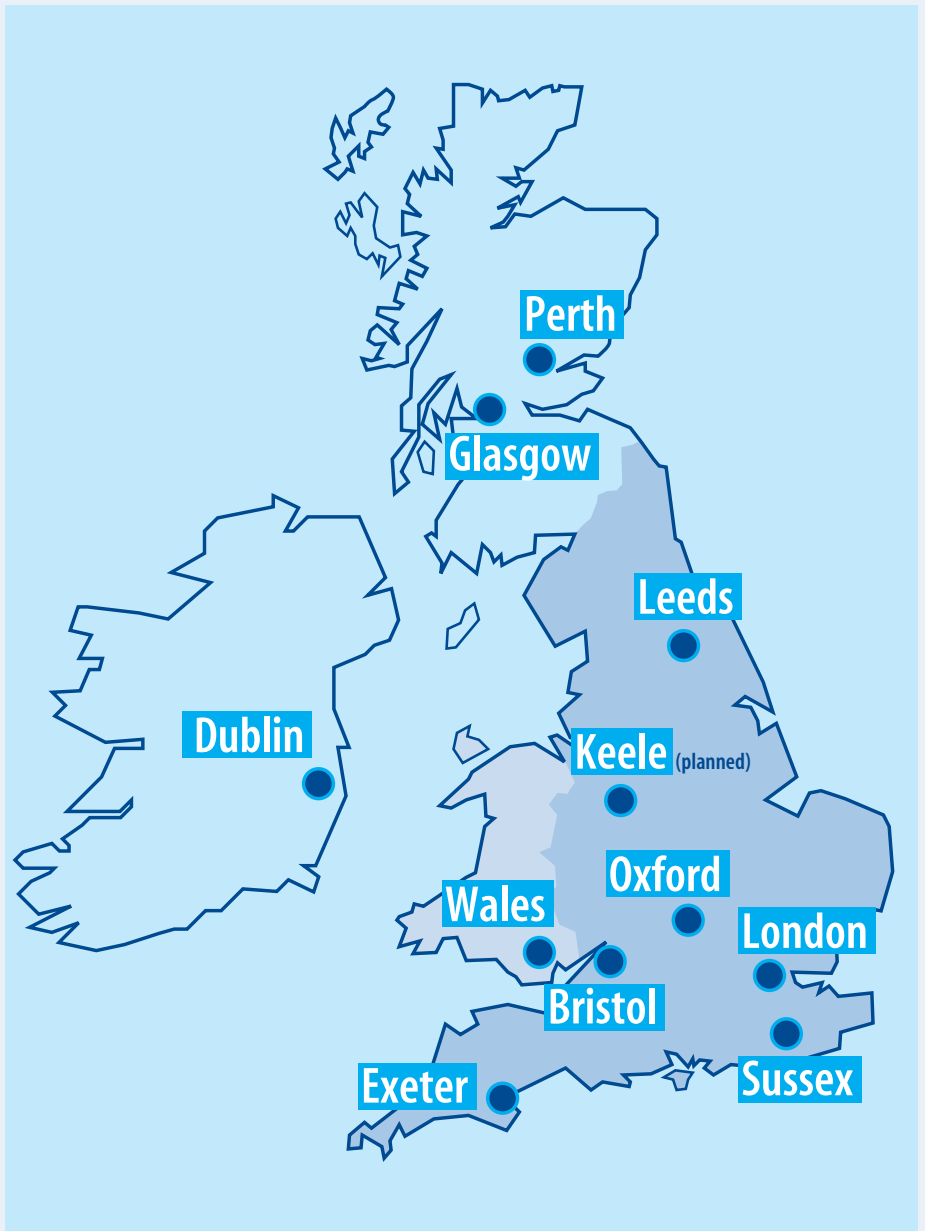 Perth
Glasgow
Leeds
Dublin
Keele (planned)
Oxford
Wales
London
Bristol
Exeter
Sussex